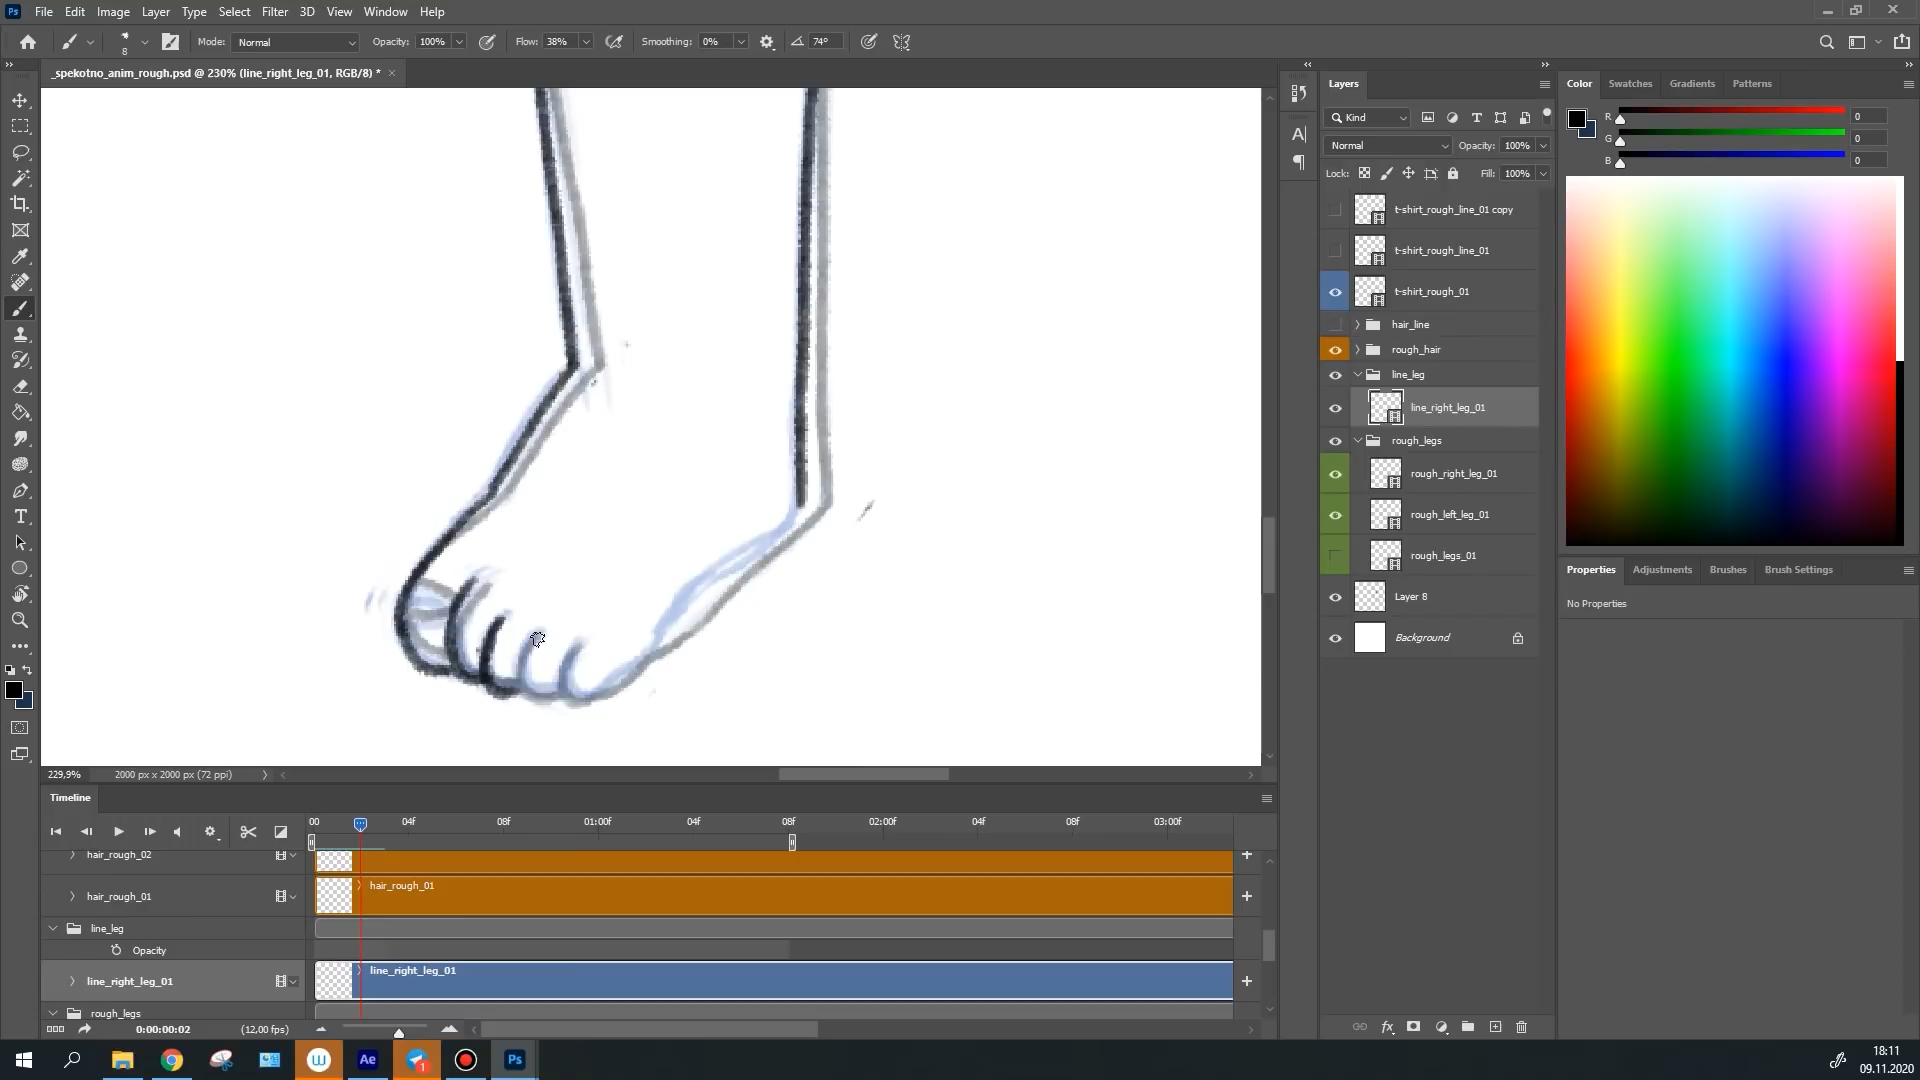 Ps File Edit Image Layer Type Select Filter 3D View Window Help
8 Mode: Normal Opacity: 100% Flow: 38% Smoothing: 0% 74°
_spekotno_anim_rough.psd @ 230% (line_right_leg_01, RGB/8) *
Layers
Kind
Normal Opacity: 100%
Lock: Fill: 100%
t-shirt_rough_line_01 copy
t-shirt_rough_line_01
t-shirt_rough_01
hair_line
rough_hair
line_leg
line_right_leg_01
rough_legs
rough_right_leg_01
rough_left_leg_01
rough_legs_01
Layer 8
Background
Color Swatches Gradients Patterns
R 0
G 0
B 0
Properties Adjustments Brushes Brush Settings
No Properties
229,9% 2000 px x 2000 px (72 ppi)
Timeline
00 04f 08f 01:00f 04f 08f 02:00f 04f 08f 03:00f
hair_rough_02
hair_rough_01 hair_rough_01
line_leg
Opacity
line_right_leg_01 line_right_leg_01
rough_legs
0:00:00:02 (12,00 fps)
Ae 1 Ps
18:11
09.11.2020